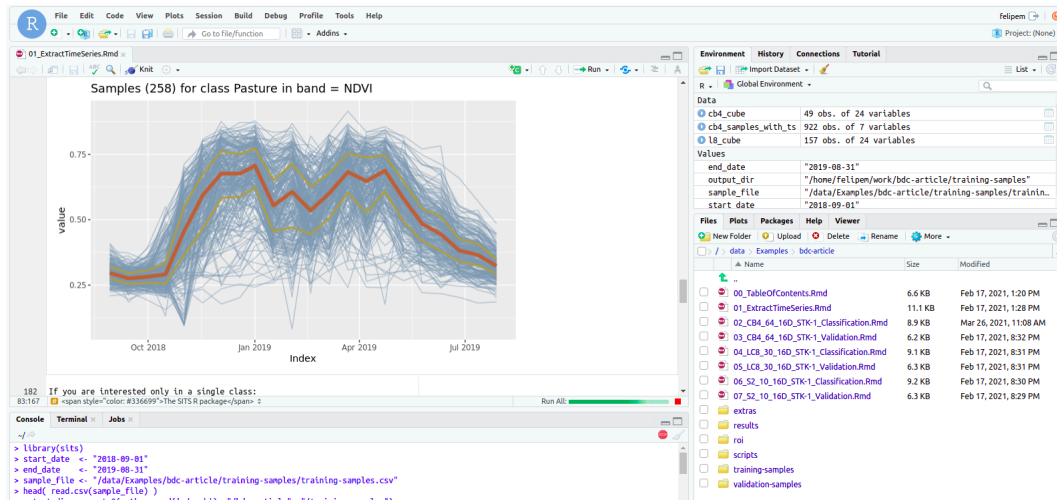 File Edit Code View Plots Session Build Debug Profile Tools Help
felipem
R
Go to file/function
Addins
Project: (None)
01_ExtractTimeSeries.Rmd
ABC
Knit
Run
Samples (258) for class Pasture in band = NDVI
0.75
0.50
0.25
value
Oct 2018 Jan 2019 Apr 2019 Jul 2019
Index
182 If you are interested only in a single class:
83:167 <span style="color: #336699">The SITS R package</span> Run All:
Console Terminal Jobs
~/
> library(sits)
> start_date <- "2018-09-01"
> end_date <- "2019-08-31"
> sample_file <- "/data/Examples/bdc-article/training-samples/training-samples.csv"
> head( read.csv(sample_file) )
Environment History Connections Tutorial
Import Dataset List
R Global Environment
Data
cb4_cube 49 obs. of 24 variables
cb4_samples_with_ts 922 obs. of 7 variables
l8_cube 157 obs. of 24 variables
Values
end_date "2019-08-31"
output_dir "/home/felipem/work/bdc-article/training-samples"
sample_file "/data/Examples/bdc-article/training-samples/trainin…
start_date "2018-09-01"
Files Plots Packages Help Viewer
New Folder Upload Delete Rename More
/ data Examples bdc-article
Name Size Modified
..
00_TableOfContents.Rmd 6.6 KB Feb 17, 2021, 1:20 PM
01_ExtractTimeSeries.Rmd 11.1 KB Feb 17, 2021, 1:28 PM
02_CB4_64_16D_STK-1_Classification.Rmd 8.9 KB Mar 26, 2021, 11:08 AM
03_CB4_64_16D_STK-1_Validation.Rmd 6.2 KB Feb 17, 2021, 8:32 PM
04_LC8_30_16D_STK-1_Classification.Rmd 9.1 KB Feb 17, 2021, 8:31 PM
05_LC8_30_16D_STK-1_Validation.Rmd 6.3 KB Feb 17, 2021, 8:31 PM
06_S2_10_16D_STK-1_Classification.Rmd 9.2 KB Feb 17, 2021, 8:30 PM
07_S2_10_16D_STK-1_Validation.Rmd 6.3 KB Feb 17, 2021, 8:29 PM
extras
results
roi
scripts
training-samples
validation-samples